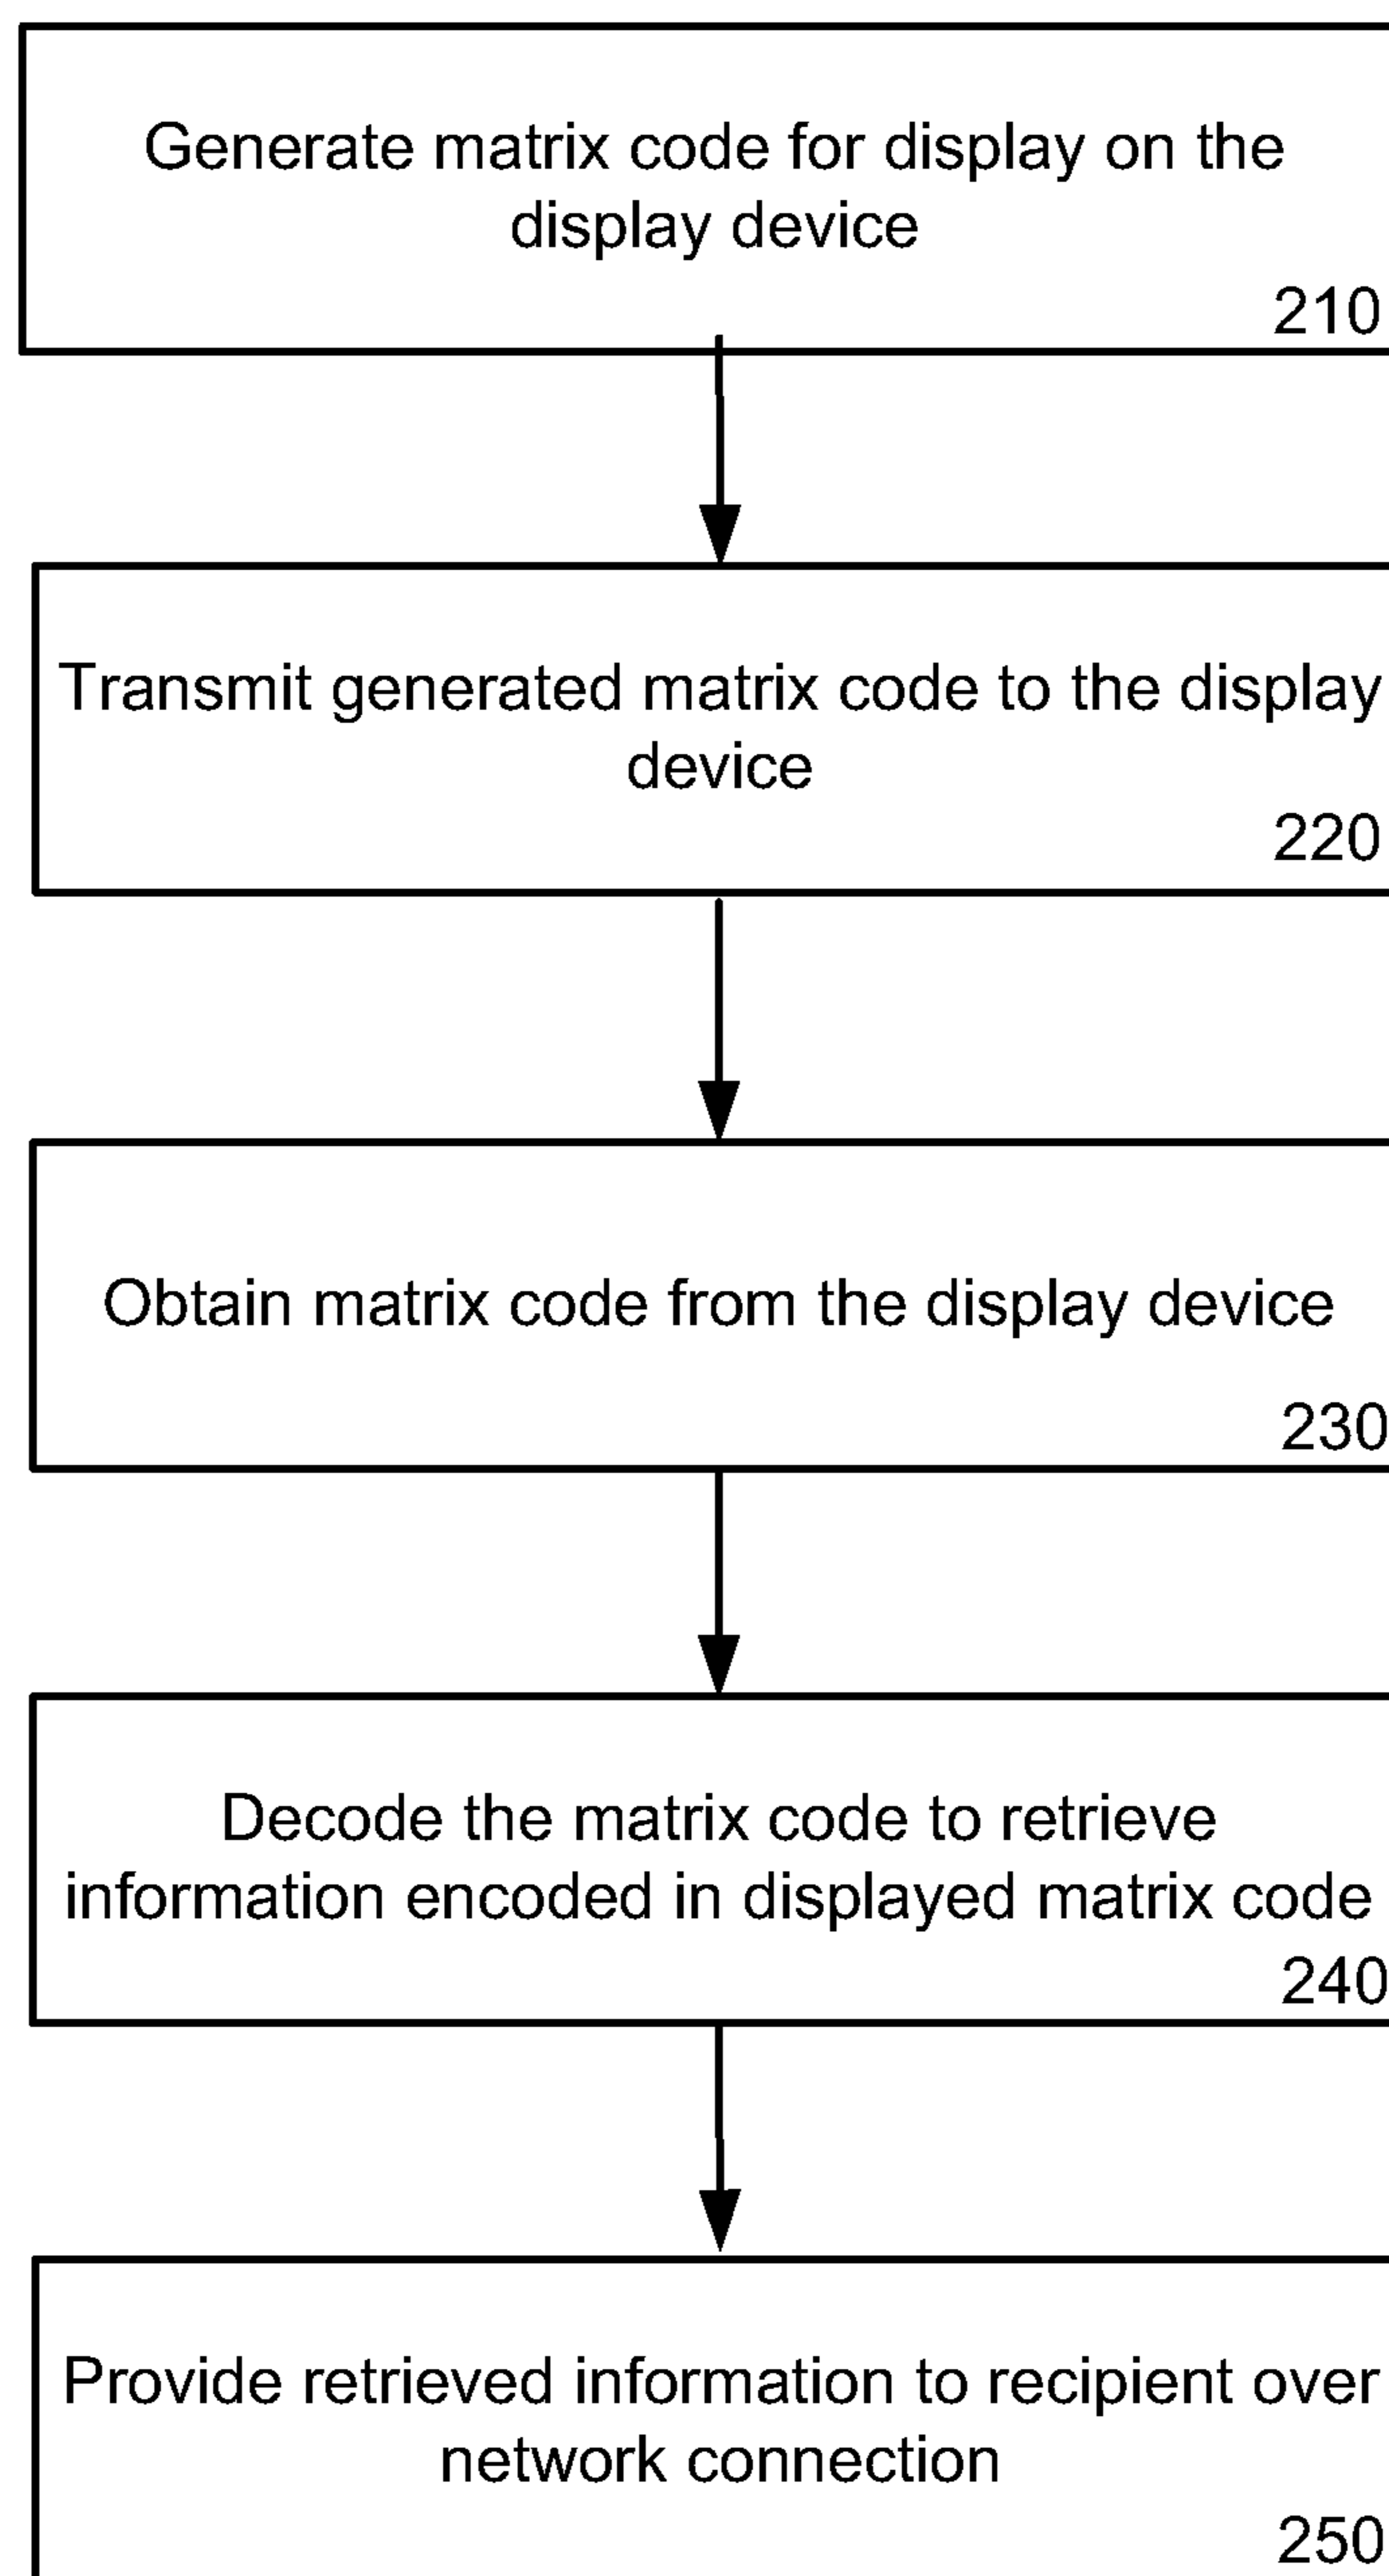 Generate matrix code for display on the
display device
210
Transmit generated matrix code to the display
device
220
Obtain matrix code from the display device
230
Decode the matrix code to retrieve
information encoded in displayed matrix code
240
Provide retrieved information to recipient over
network connection
250